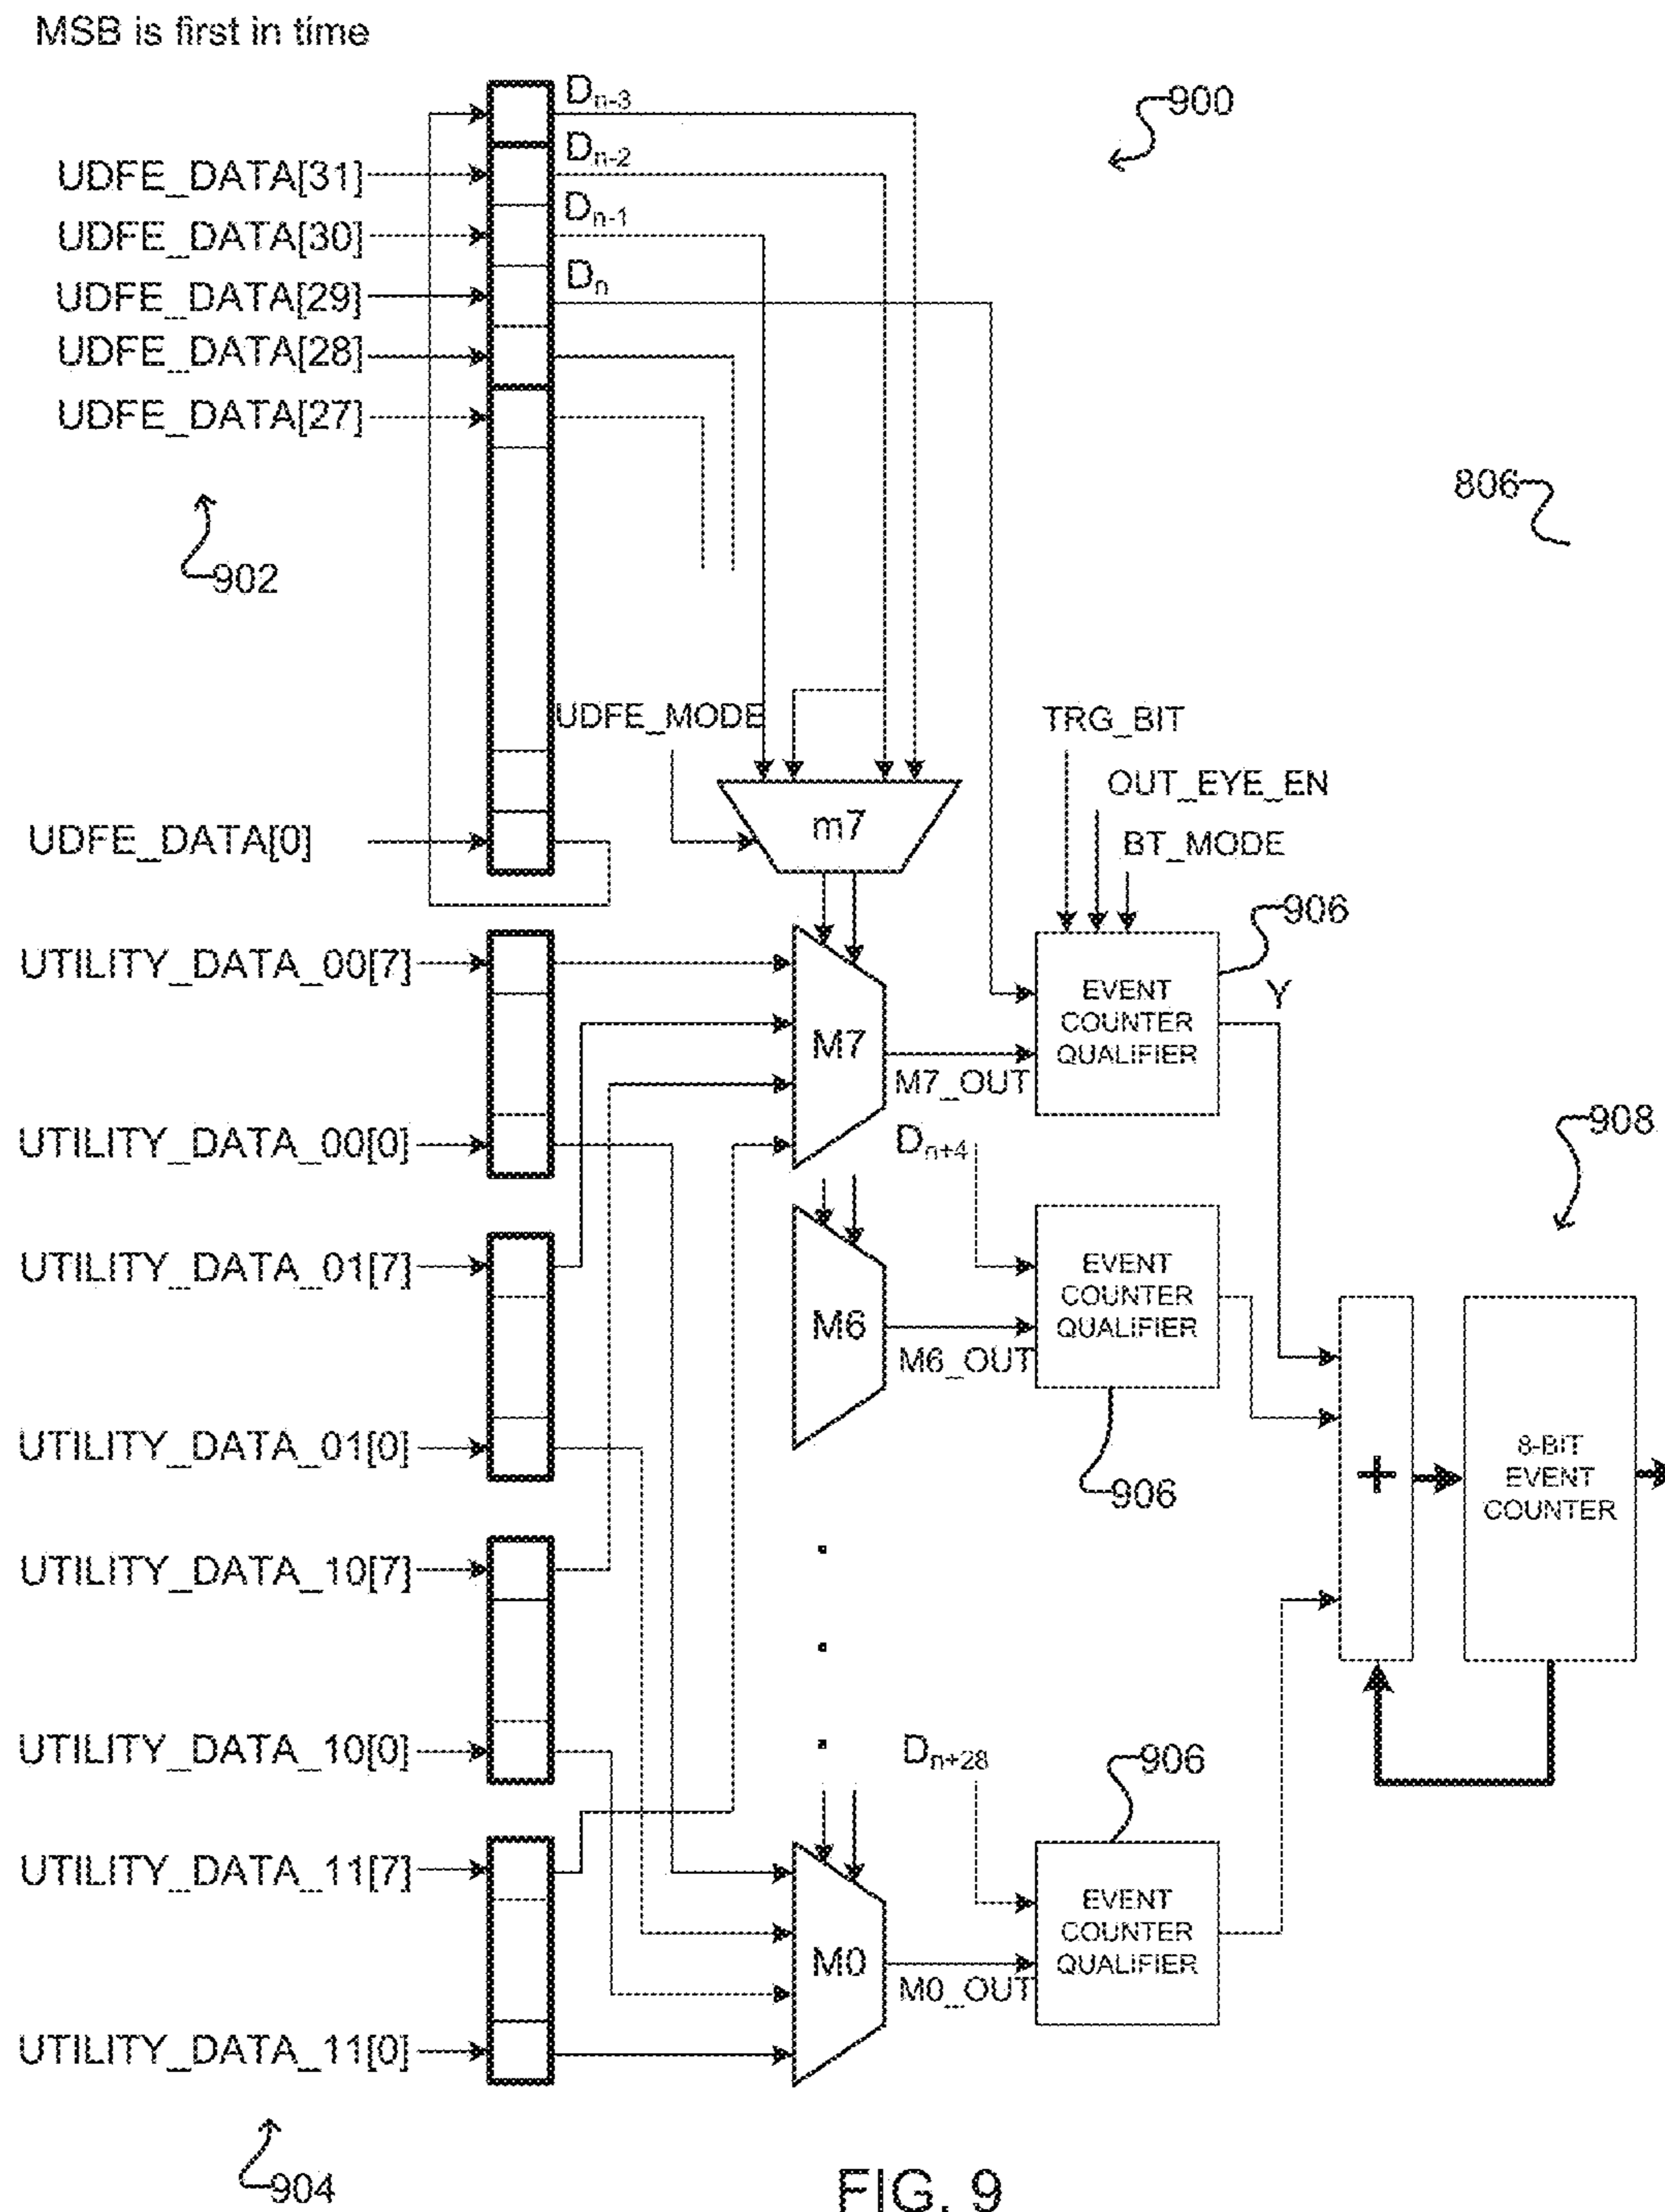 MSB is first in time
Dn-3
900
Dn-2
UDFE_DATA[31]
Dn-1
UDFE_DATA[30]
Dn
UDFE_DATA[29]
UDFE_DATA[28]
UDFE_DATA[27]
806
902
UDFE_MODE
TRG_BIT
OUT_EYE_EN
m7
UDFE_DATA[0]
BT_MODE
906
UTILITY_DATA_00[7]
EVENT
COUNTER
QUALIFIER
Y
M7
M7_OUT
908
UTILITY_DATA_00[0]
Dn+4
UTILITY_DATA_01[7]
EVENT
COUNTER
QUALIFIER
M6
M6_OUT
UTILITY_DATA_01[0]
906
+
8-BIT
EVENT
COUNTER
UTILITY_DATA_10[7]
UTILITY_DATA_10[0]
Dn+28
906
UTILITY_DATA_11[7]
EVENT
COUNTER
QUALIFIER
M0
M0_OUT
UTILITY_DATA_11[0]
904
FIG. 9